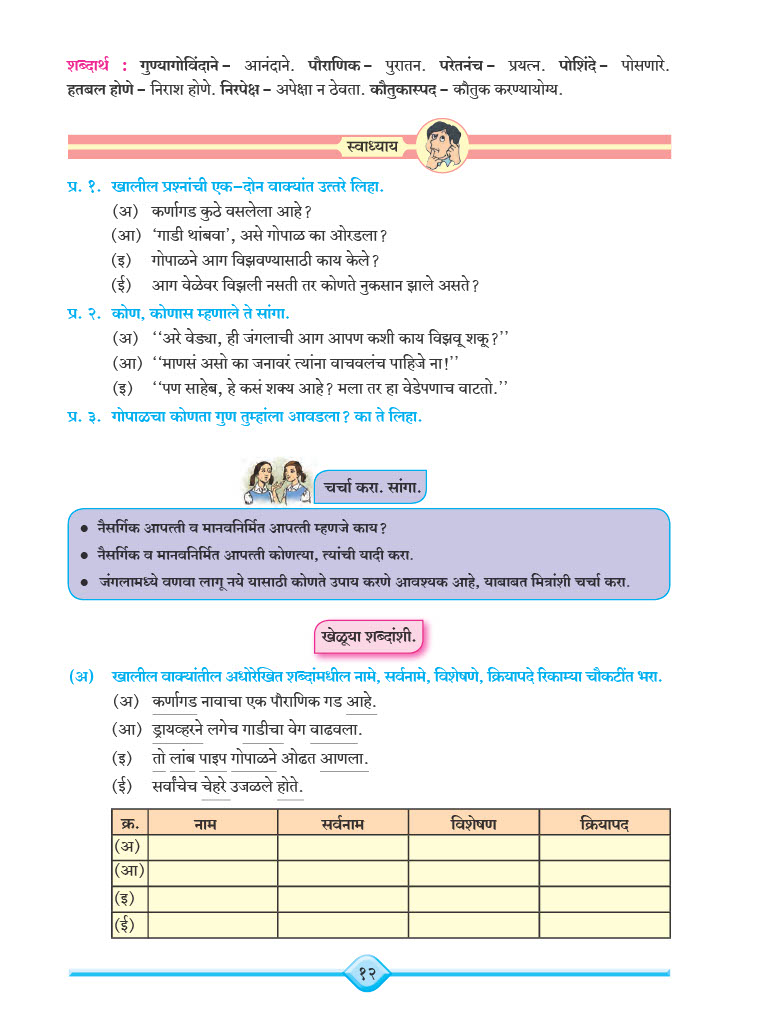 शब्दार्थ : गुण्यागोविंदाने – आनंदाने. पौराणिक – पुरातन. परेतनंच – प्रयत्न. पोशिंदे – पोसणारे.
हतबल होणे – निराश होणे. निरपेक्ष – अपेक्षा न ठेवता. कौतुकास्पद – कौतुक करण्यायोग्य.
स्वाध्याय
प्र. १. खालील प्रश्नांची एक–दोन वाक्यांत उत्तरे लिहा.
(अ) कर्णागड कुठे वसलेला आहे?
(आ) ‘गाडी थांबवा’, असे गोपाळ का ओरडला?
(इ) गोपाळने आग विझवण्यासाठी काय केले?
(ई) आग वेळेवर विझली नसती तर कोणते नुकसान झाले असते?
प्र. २. कोण, कोणास म्हणाले ते सांगा.
(अ) ‘‘अरे वेड्या, ही जंगलाची आग आपण कशी काय विझवू शकू?’’
(आ) ‘‘माणसं असो का जनावरं त्यांना वाचवलंच पाहिजे ना!’’
(इ) ‘‘पण साहेब, हे कसं शक्य आहे? मला तर हा वेडेपणाच वाटतो.’’
प्र. ३. गोपाळचा कोणता गुण तुम्हांला आवडला? का ते लिहा.
चर्चा करा. सांगा.
● नैसर्गिक आपत्ती व मानवनिर्मित आपत्ती म्हणजे काय?
● नैसर्गिक व मानवनिर्मित आपत्ती कोणत्या, त्यांची यादी करा.
● जंगलामध्ये वणवा लागू नये यासाठी कोणते उपाय करणे आवश्यक आहे, याबाबत मित्रांशी चर्चा करा.
खेळूया शब्दांशी.
(अ) खालील वाक्यांतील अधोरेखित शब्दांमधील नामे, सर्वनामे, विशेषणे, क्रियापदे रिकाम्या चौकटींत भरा.
(अ) कर्णागड नावाचा एक पौराणिक गड आहे.
(आ) ड्रायव्हरने लगेच गाडीचा वेग वाढवला.
(इ) तो लांब पाइप गोपाळने ओढत आणला.
(ई) सर्वांचेच चेहरे उजळले होते.
क्र. नाम सर्वनाम विशेषण क्रियापद
(अ)
(आ)
(इ)
(ई)
१२